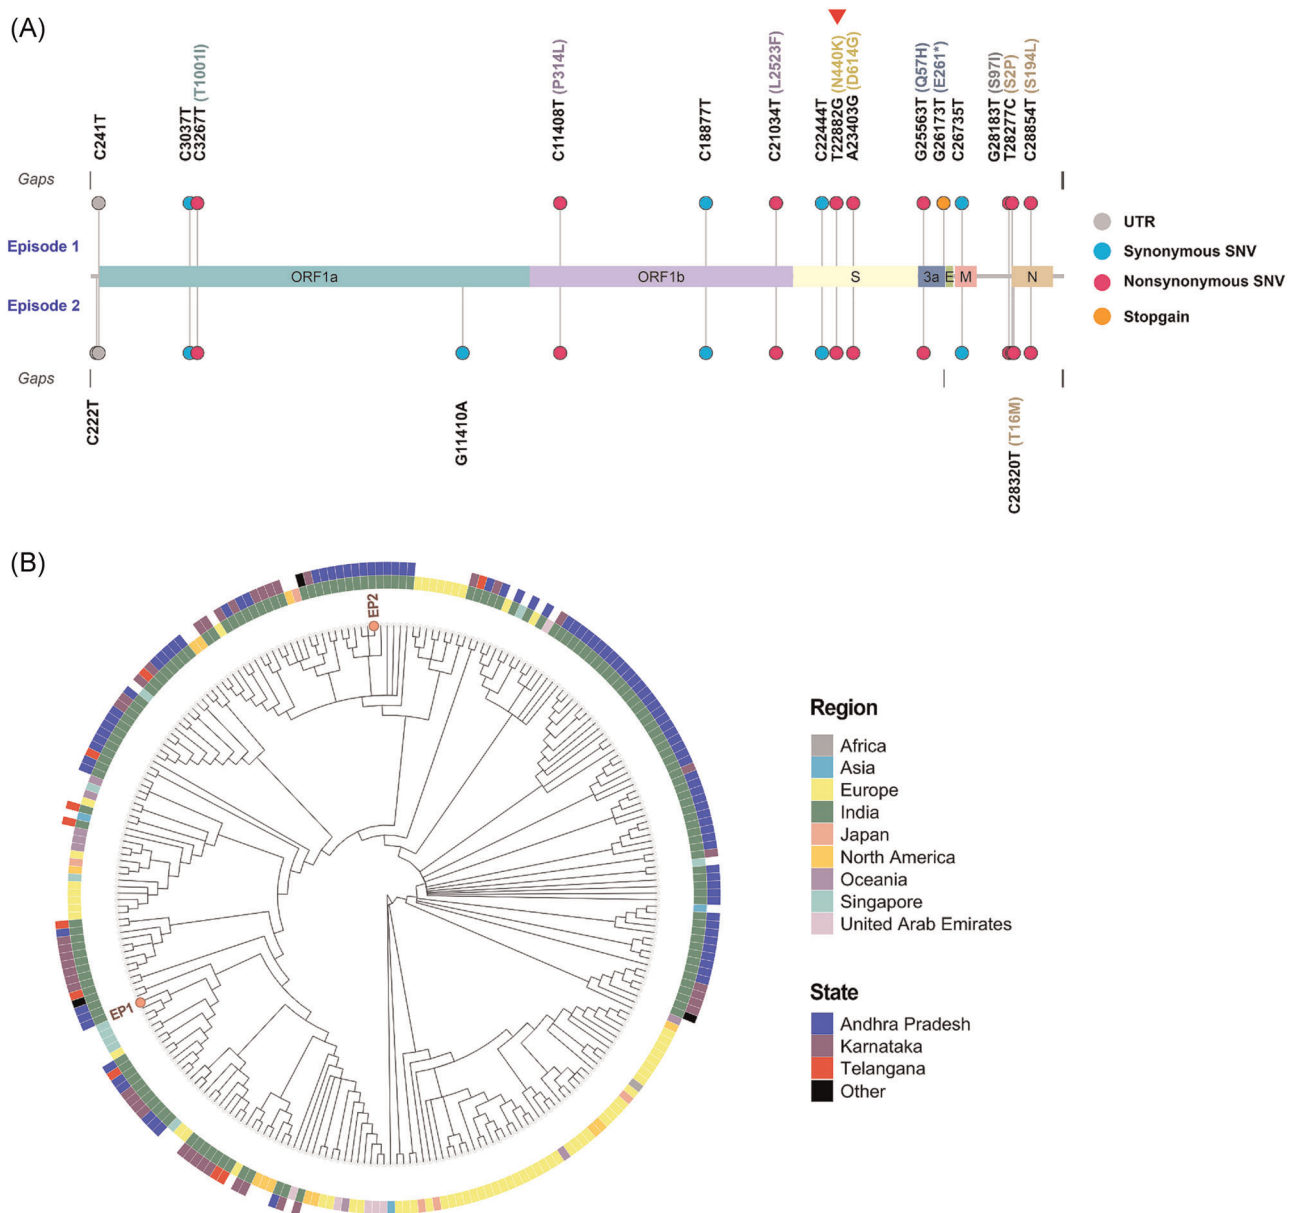 (A)
C241T
C3037T
C3267T (T1001I)
C11408T (P314L)
C18877T
C21034T (L2523F)
C22444T
T22882G (N440K)
A23403G (D614G)
G25563T (Q57H)
G26173T (E261*)
C26735T
G28183T (S97I)
T28277C (S2P)
C28854T (S194L)
Gaps
Episode 1
ORF1a
ORF1b
S
3a
E
M
N
Episode 2
Gaps
C222T
G11410A
C28320T (T16M)
UTR
Synonymous SNV
Nonsynonymous SNV
Stopgain
(B)
EP2
EP1
Region
Africa
Asia
Europe
India
Japan
North America
Oceania
Singapore
United Arab Emirates
State
Andhra Pradesh
Karnataka
Telangana
Other